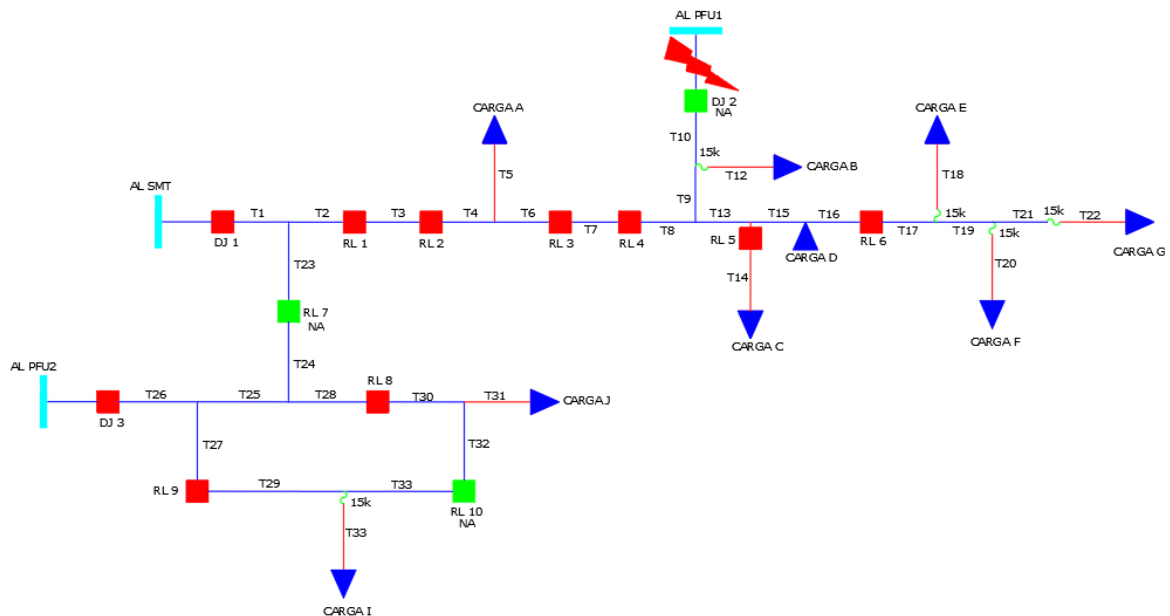 AL PFU1
DJ 2
NA
CARGA A
CARGA E
T10
15k
CARGA B
T12
T5
T18
AL SMT
T9
T1
T2
T3
T4
T6
T13
T15
T16
15k
T21
15k
T22
DJ 1
RL 1
RL 2
RL 3
T7
RL 4
T8
RL 5
RL 6
T17
T19
15k
CARGA D
CARGA G
T23
T14
T20
RL 7
NA
CARGA C
CARGA F
AL PFU2
T24
RL 8
T26
T25
T28
T30
T31
CARGA J
DJ 3
T27
T32
RL 9
T29
T33
15k
RL 10
NA
T33
CARGA I